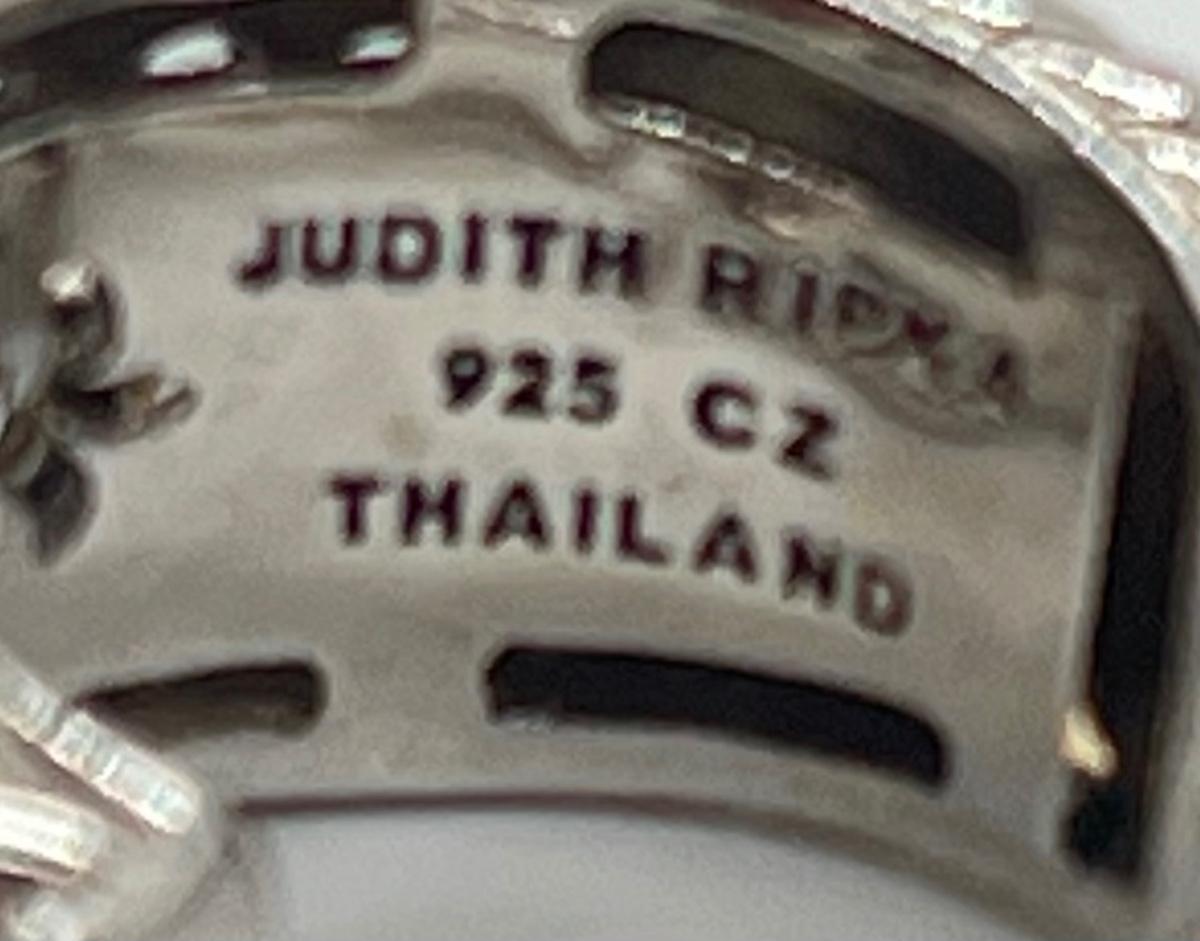 JUDITH RIPKA
925 CZ
THAILAND